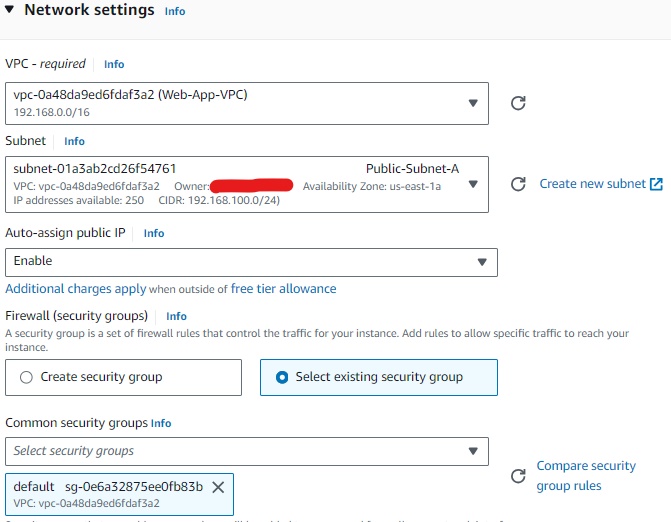 ▼ Network settings Info
VPC - required Info
vpc-0a48da9ed6fdaf3a2 (Web-App-VPC)
192.168.0.0/16
Subnet Info
subnet-01a3ab2cd26f54761 Public-Subnet-A
VPC: vpc-0a48da9ed6fdaf3a2 Owner: Availability Zone: us-east-1a
IP addresses available: 250 CIDR: 192.168.100.0/24)
Create new subnet
Auto-assign public IP Info
Enable
Additional charges apply when outside of free tier allowance
Firewall (security groups) Info
A security group is a set of firewall rules that control the traffic for your instance. Add rules to allow specific traffic to reach your
instance.
Create security group
Select existing security group
Common security groups Info
Select security groups
default sg-0e6a32875ee0fb83b
VPC: vpc-0a48da9ed6fdaf3a2
Compare security
group rules